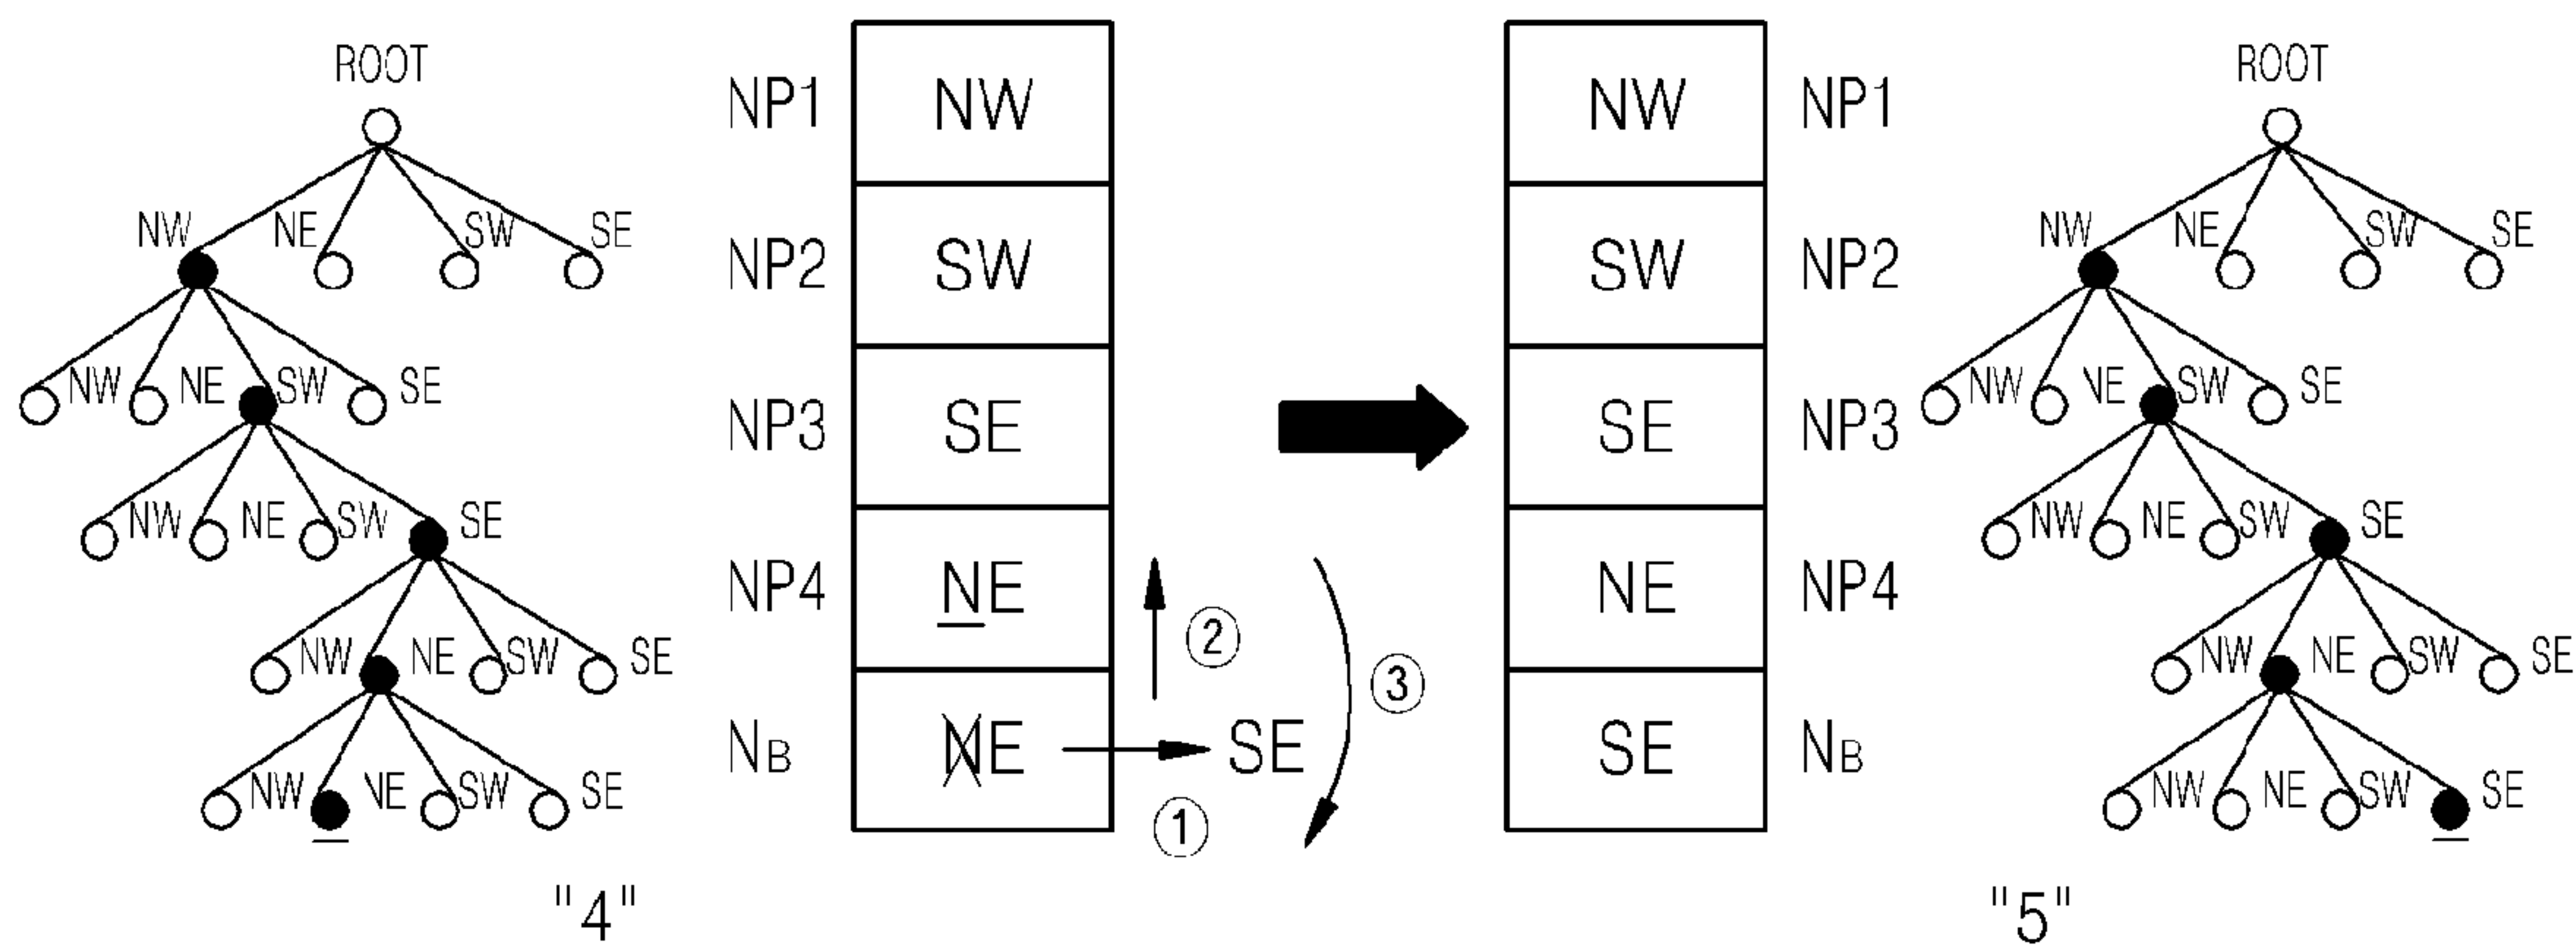 ROOT
NW NE SW SE
NW NE SW SE
NW NE SW SE
NW NE SW SE
NW NE SW SE
"4"
NP1 NW
NP2 SW
NP3 SE
NP4 NE
NB NE SE
①
②
③
NW NP1
SW NP2
SE NP3
NE NP4
SE NB
ROOT
NW NE SW SE
NW NE SW SE
NW NE SW SE
NW NE SW SE
NW NE SW SE
"5"